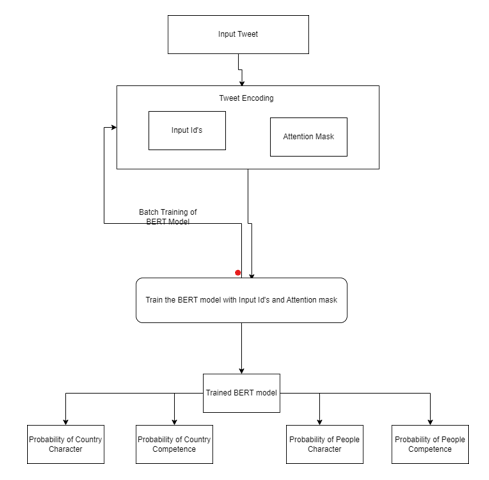 Input Tweet
Tweet Encoding
Input Id's
Attention Mask
Batch Training of
BERT Model
Train the BERT model with Input Id's and Attention mask
Trained BERT model
Probability of Country
Character
Probability of Country
Competence
Probability of People
Character
Probability of People
Competence